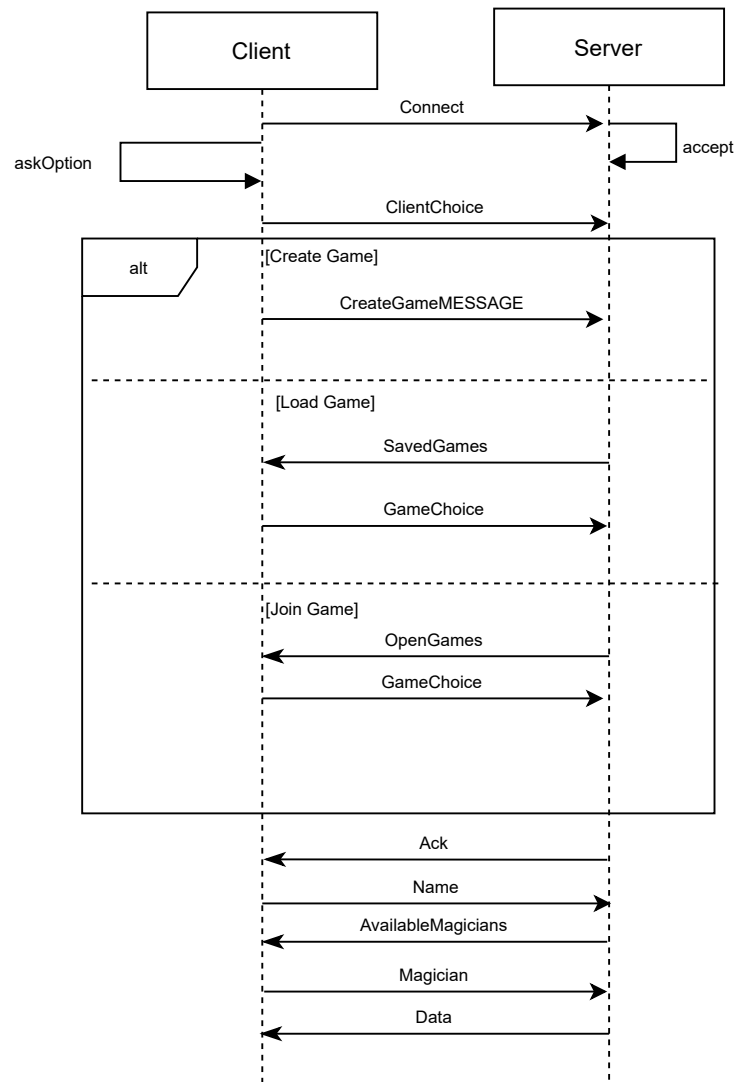 Client
Server
Connect
accept
askOption
ClientChoice
alt
[Create Game]
CreateGameMESSAGE
[Load Game]
SavedGames
GameChoice
[Join Game]
OpenGames
GameChoice
Ack
Name
AvailableMagicians
Magician
Data